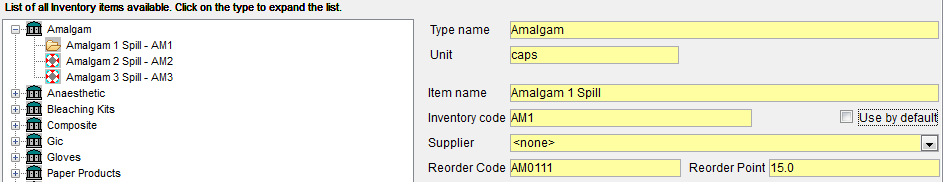 List of all Inventory items available. Click on the type to expand the list.
Amalgam
Amalgam 1 Spill - AM1
Amalgam 2 Spill - AM2
Amalgam 3 Spill - AM3
Anaesthetic
Bleaching Kits
Composite
Gic
Gloves
Paper Products
Type name Amalgam
Unit caps
Item name Amalgam 1 Spill
Inventory code AM1 Use by default
Supplier <none>
Reorder Code AM0111 Reorder Point 15.0